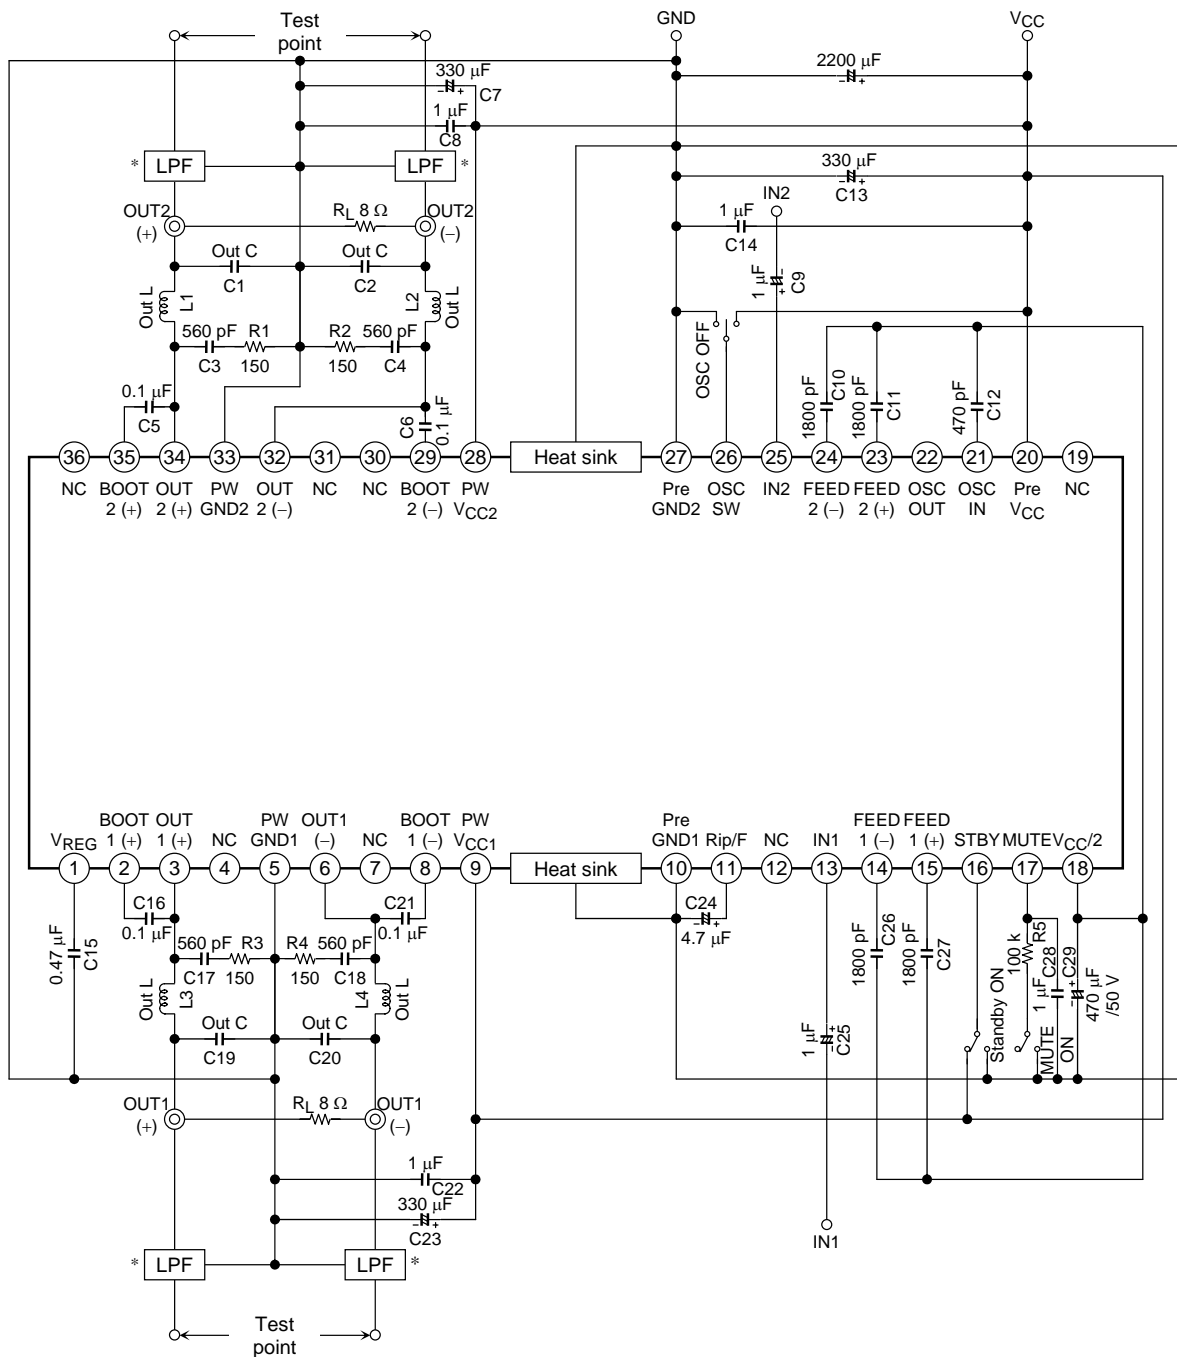 Test
point
GND
VCC
2200 μF
- +
330 μF
- +
C7
1 μF
C8
* LPF
LPF *
330 μF
- +
C13
IN2
1 μF
C14
OUT2
(+)
RL 8 Ω
OUT2
(−)
1 μF
- +
C9
Out C
C1
Out C
C2
Out L
L1
L2
Out L
560 pF
C3
R1
150
R2
150
560 pF
C4
OSC OFF
1800 pF
C10
1800 pF
C11
470 pF
C12
0.1 μF
C5
C6
0.1 μF
36 35 34 33 32 31 30 29 28 Heat sink 27 26 25 24 23 22 21 20 19
NC
BOOT
2 (+)
OUT
2 (+)
PW
GND2
OUT
2 (−)
NC
NC
BOOT
2 (−)
PW
VCC2
Pre
GND2
OSC
SW
IN2
FEED
2 (−)
FEED
2 (+)
OSC
OUT
OSC
IN
Pre
VCC
NC
VREG
BOOT
1 (+)
OUT
1 (+)
NC
PW
GND1
OUT1
(−)
NC
BOOT
1 (−)
PW
VCC1
Pre
GND1
Rip/F
NC
IN1
FEED
1 (−)
FEED
1 (+)
STBY
MUTE
VCC/2
1 2 3 4 5 6 7 8 9 Heat sink 10 11 12 13 14 15 16 17 18
C16
0.1 μF
C21
0.1 μF
C24
- +
4.7 μF
0.47 μF
C15
560 pF
C17
R3
150
R4
150
560 pF
C18
1800 pF
C26
1800 pF
C27
100 k
R5
1 μF
C28
C29
- +
470 μF
/50 V
Out L
L3
L4
Out L
Out C
C19
Out C
C20
1 μF
- +
C25
Standby ON
MUTE
ON
OUT1
(+)
RL 8 Ω
OUT1
(−)
1 μF
C22
330 μF
- +
C23
IN1
* LPF
LPF *
Test
point